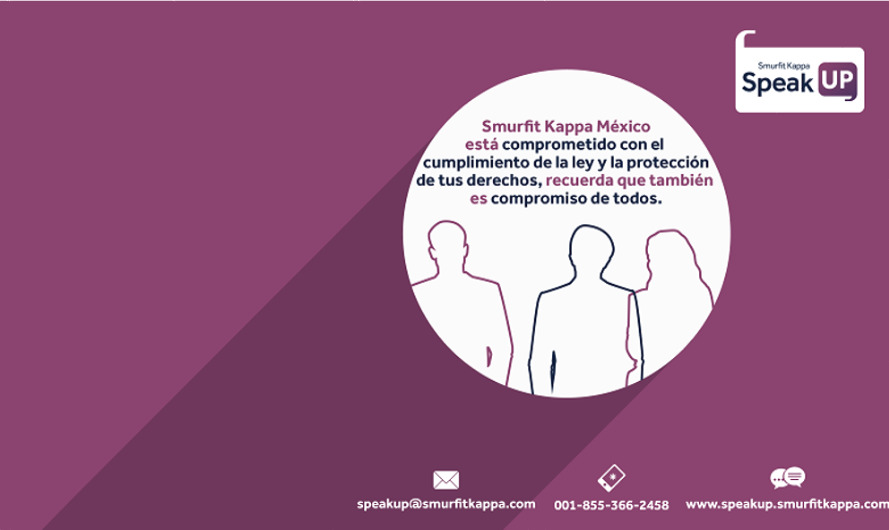 Smurfit Kappa
Speak UP
Smurfit Kappa México
está comprometido con el
cumplimiento de la ley y la protección
de tus derechos, recuerda que también
es compromiso de todos.
speakup@smurfitkappa.com
001-855-366-2458
www.speakup.smurfitkappa.com